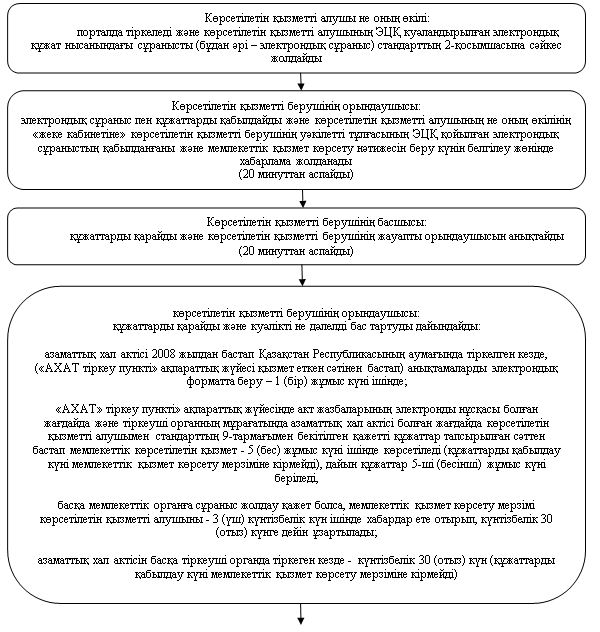 Көрсетілетін қызметті алушы не оның өкілі:
порталда тіркеледі және көрсетілетін қызметті алушының ЭЦҚ куәландырылған электрондық
құжат нысанындағы сұранысты (бұдан әрі – электрондық сұраныс) стандарттың 2-қосымшасына сәйкес
жолдайды
Көрсетілетін қызметті берушінің орындаушысы:
электрондық сұраныс пен құжаттарды қабылдайды және көрсетілетін қызметті алушының не оның өкілінің
«жеке кабинетіне» көрсетілетін қызметті берушінің уәкілетті тұлғасының ЭЦҚ қойылған электрондық
сұраныстың қабылданғаны және мемлекеттік қызмет көрсету нәтижесін беру күнін белгілеу жөнінде
хабарлама жолданады
(20 минуттан аспайды)
Көрсетілетін қызметті берушінің басшысы:
құжаттарды қарайды және көрсетілетін қызметті берушінің жауапты орындаушысын анықтайды
(20 минуттан аспайды)
көрсетілетін қызметті берушінің орындаушысы:
құжаттарды қарайды және куәлікті не дәлелді бас тартуды дайындайды:
азаматтық хал актісі 2008 жылдан бастап Қазақстан Республикасының аумағында тіркелген кезде,
(«АХАТ тіркеу пункті» ақпараттық жүйесі қызмет еткен сәтінен бастап) анықтамаларды электрондық
форматта беру – 1 (бір) жұмыс күні ішінде;
«АХАТ» тіркеу пункті» ақпараттық жүйесінде акт жазбаларының электронды нұсқасы болған
жағдайда және тіркеуші органның мұрағатында азаматтық хал актісі болған жағдайда көрсетілетін
қызметті алушымен стандарттың 9-тармағымен бекітілген қажетті құжаттар тапсырылған сәттен
бастап мемлекеттік көрсетілетін қызмет - 5 (бес) жұмыс күні ішінде көрсетіледі (құжаттарды қабылдау
күні мемлекеттік қызмет көрсету мерзіміне кірмейді), дайын құжаттар 5-ші (бесінші) жұмыс күні
беріледі,
басқа мемлекеттік органға сұраныс жолдау қажет болса, мемлекеттік қызмет көрсету мерзімі
көрсетілетін қызметті алушыны - 3 (үш) күнтізбелік күн ішінде хабардар ете отырып, күнтізбелік 30
(отыз) күнге дейін ұзартылады;
азаматтық хал актісін басқа тіркеуші органда тіркеген кезде - күнтізбелік 30 (отыз) күн (құжаттарды
қабылдау күні мемлекеттік қызмет көрсету мерзіміне кірмейді)